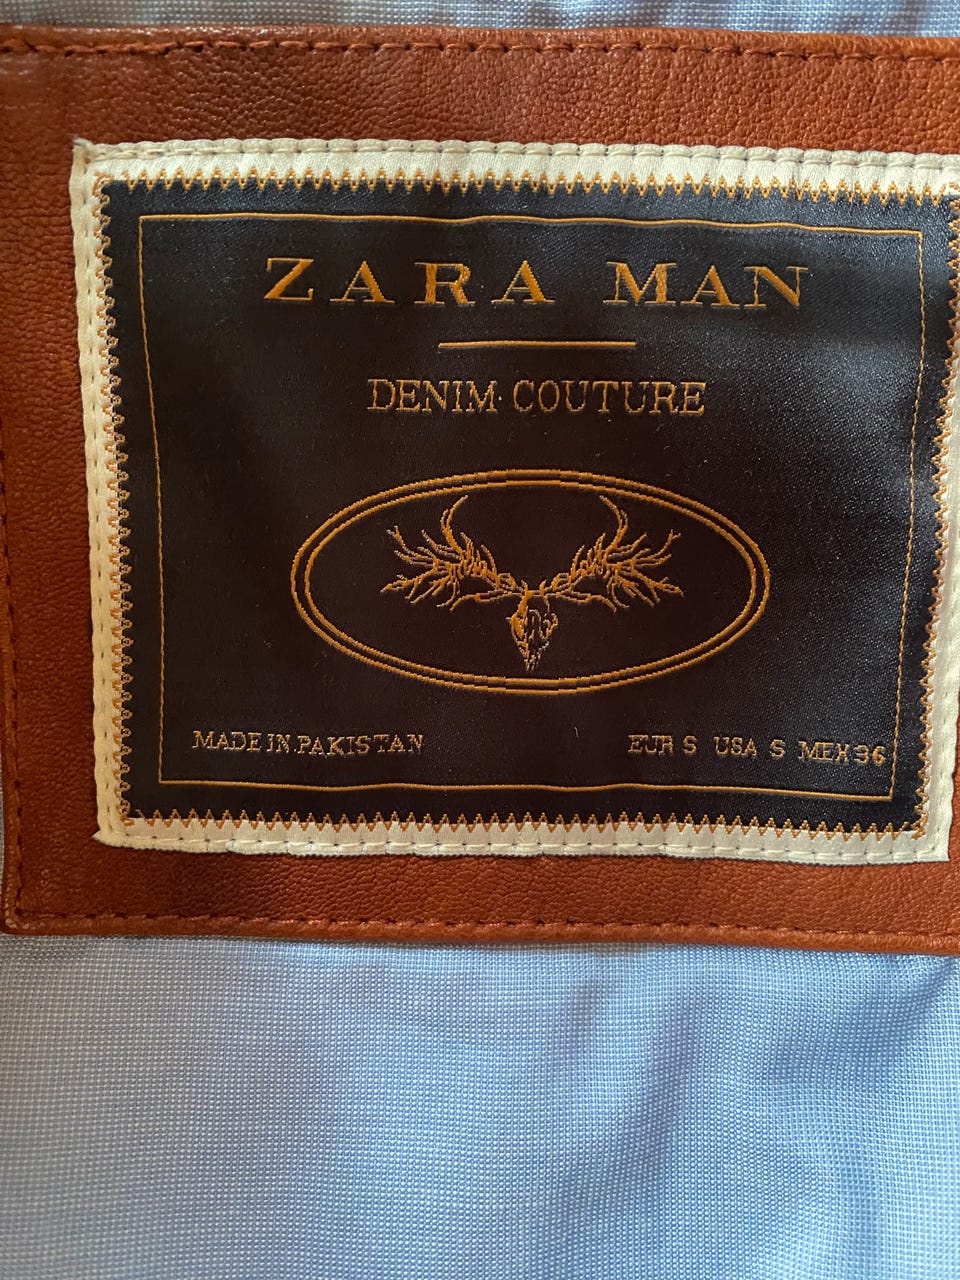 ZARA MAN
DENIM COUTURE
MADE IN PAKISTAN
EUR S USA S MEX 36